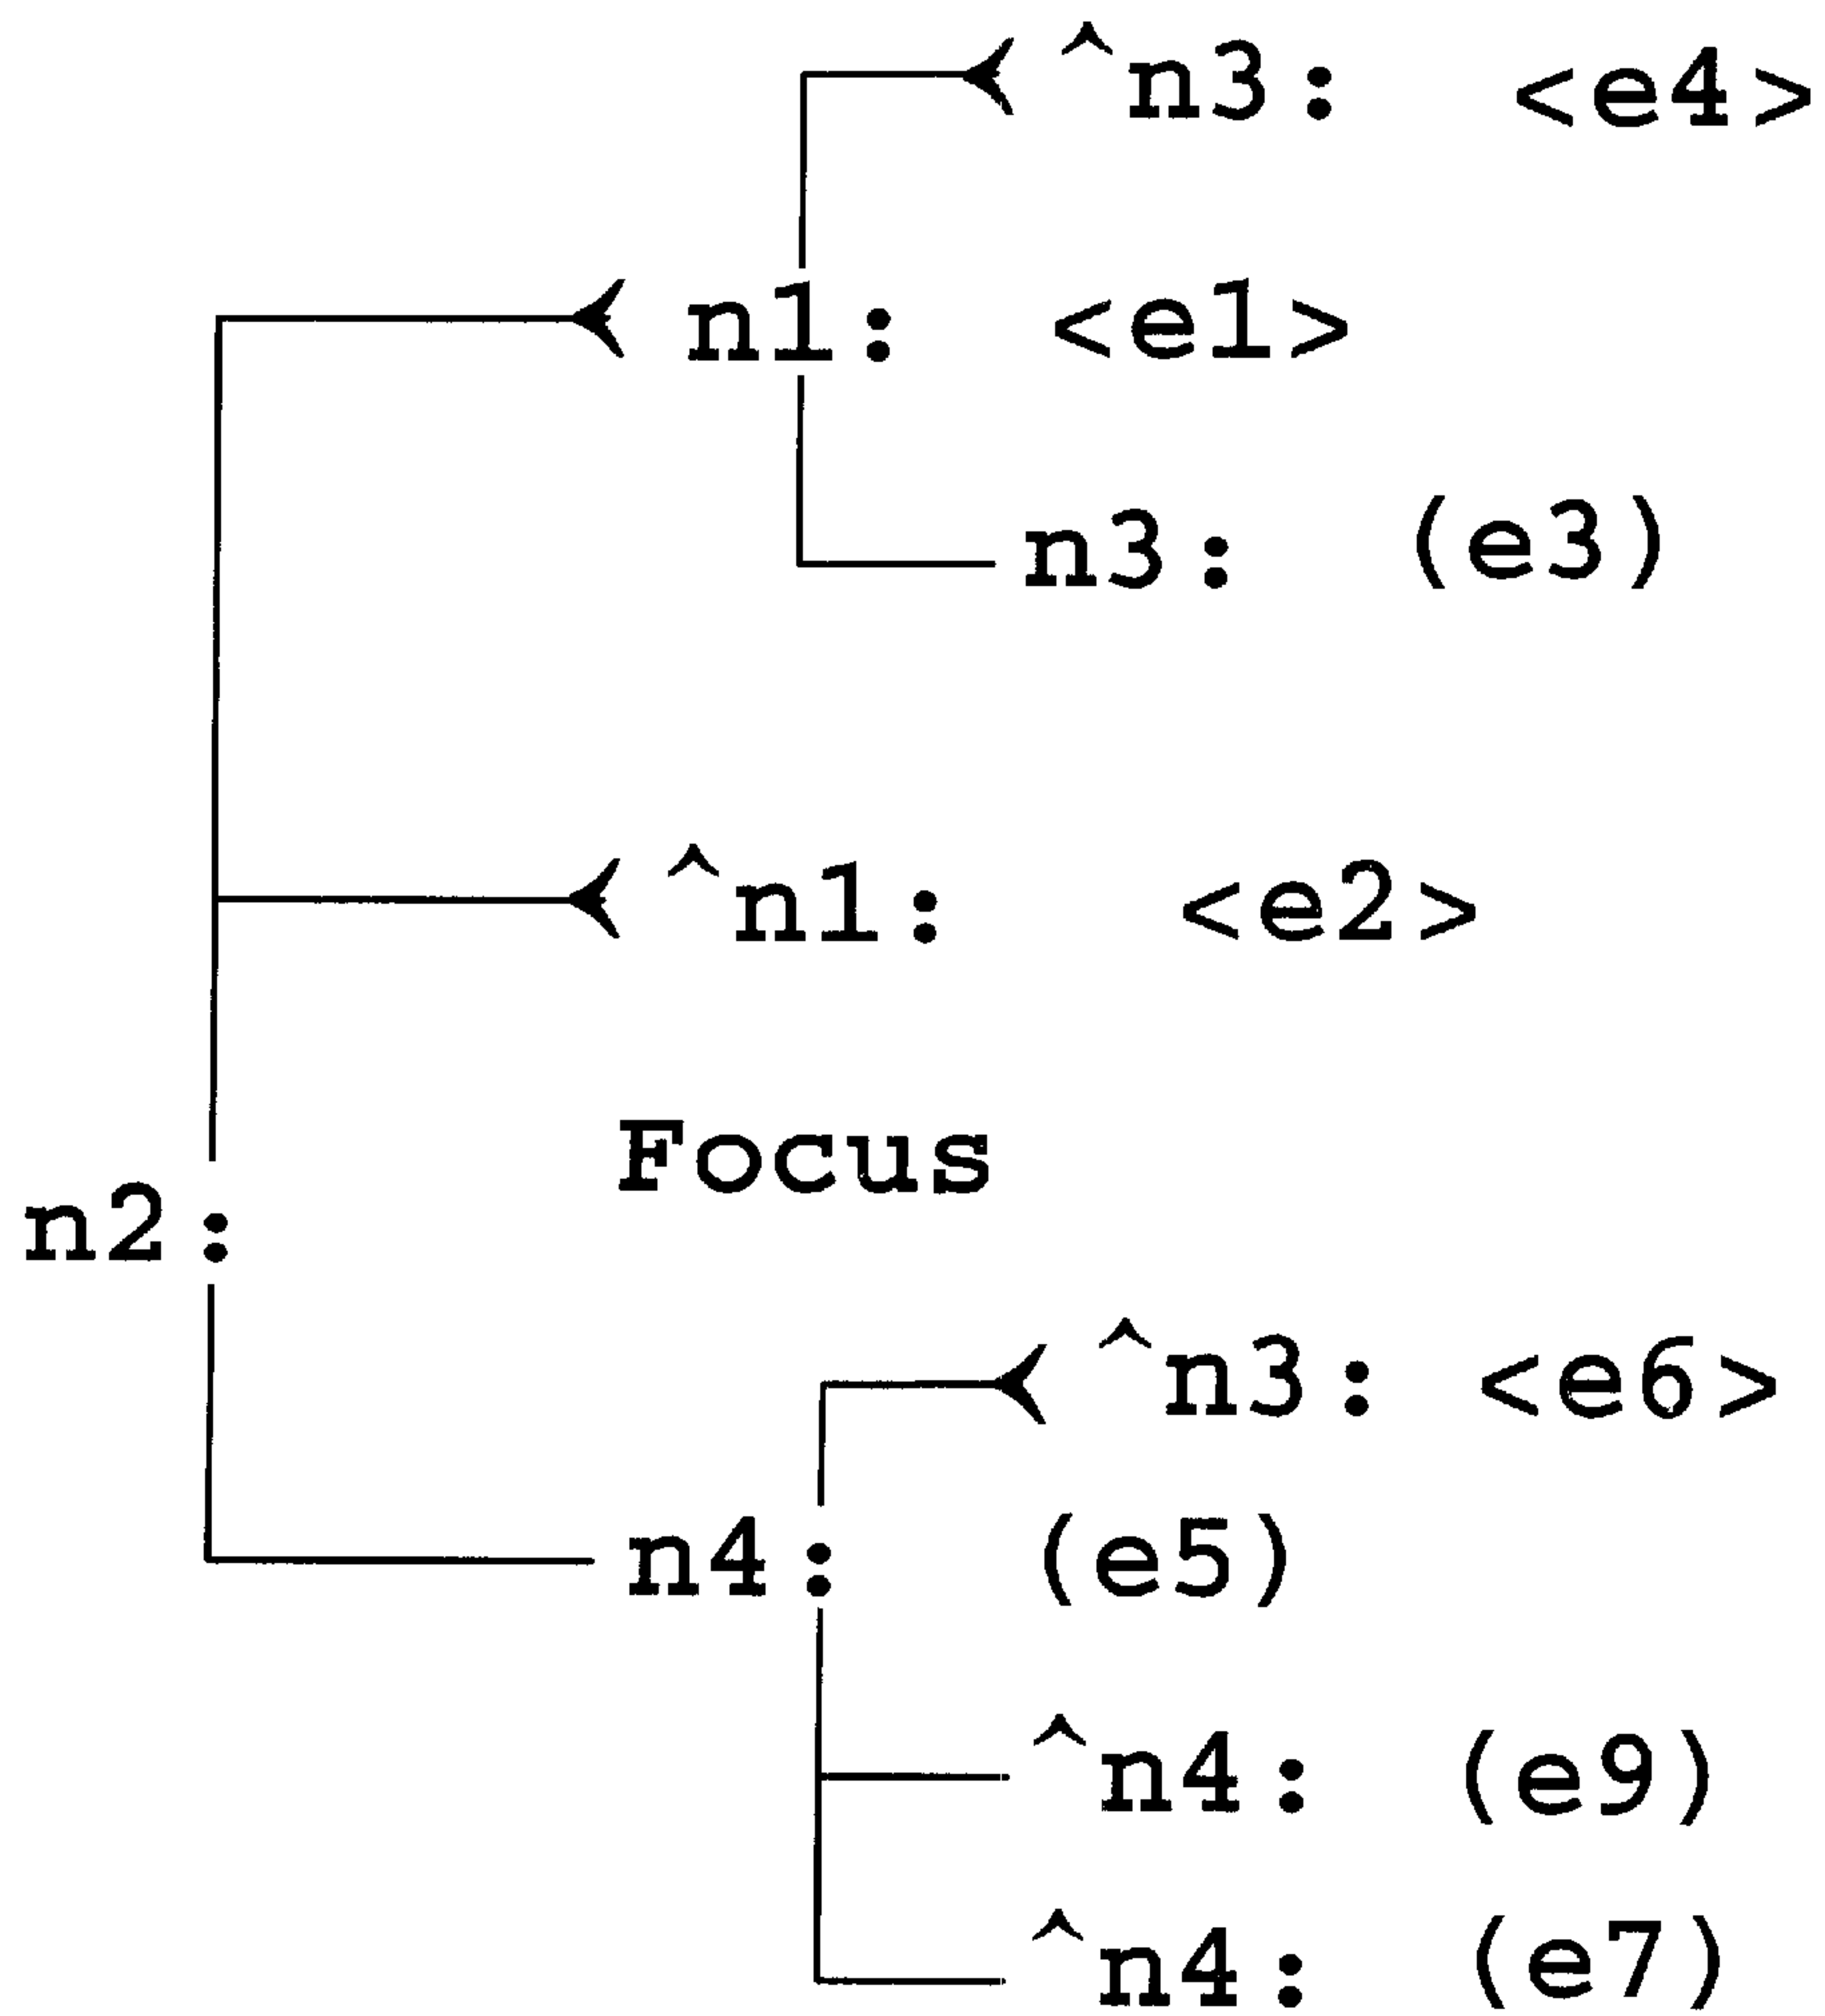 ^n3: <e4>
n1: <e1>
n3: (e3)
^n1: <e2>
Focus
n2:
^n3: <e6>
n4: (e5)
^n4: (e9)
^n4: (e7)